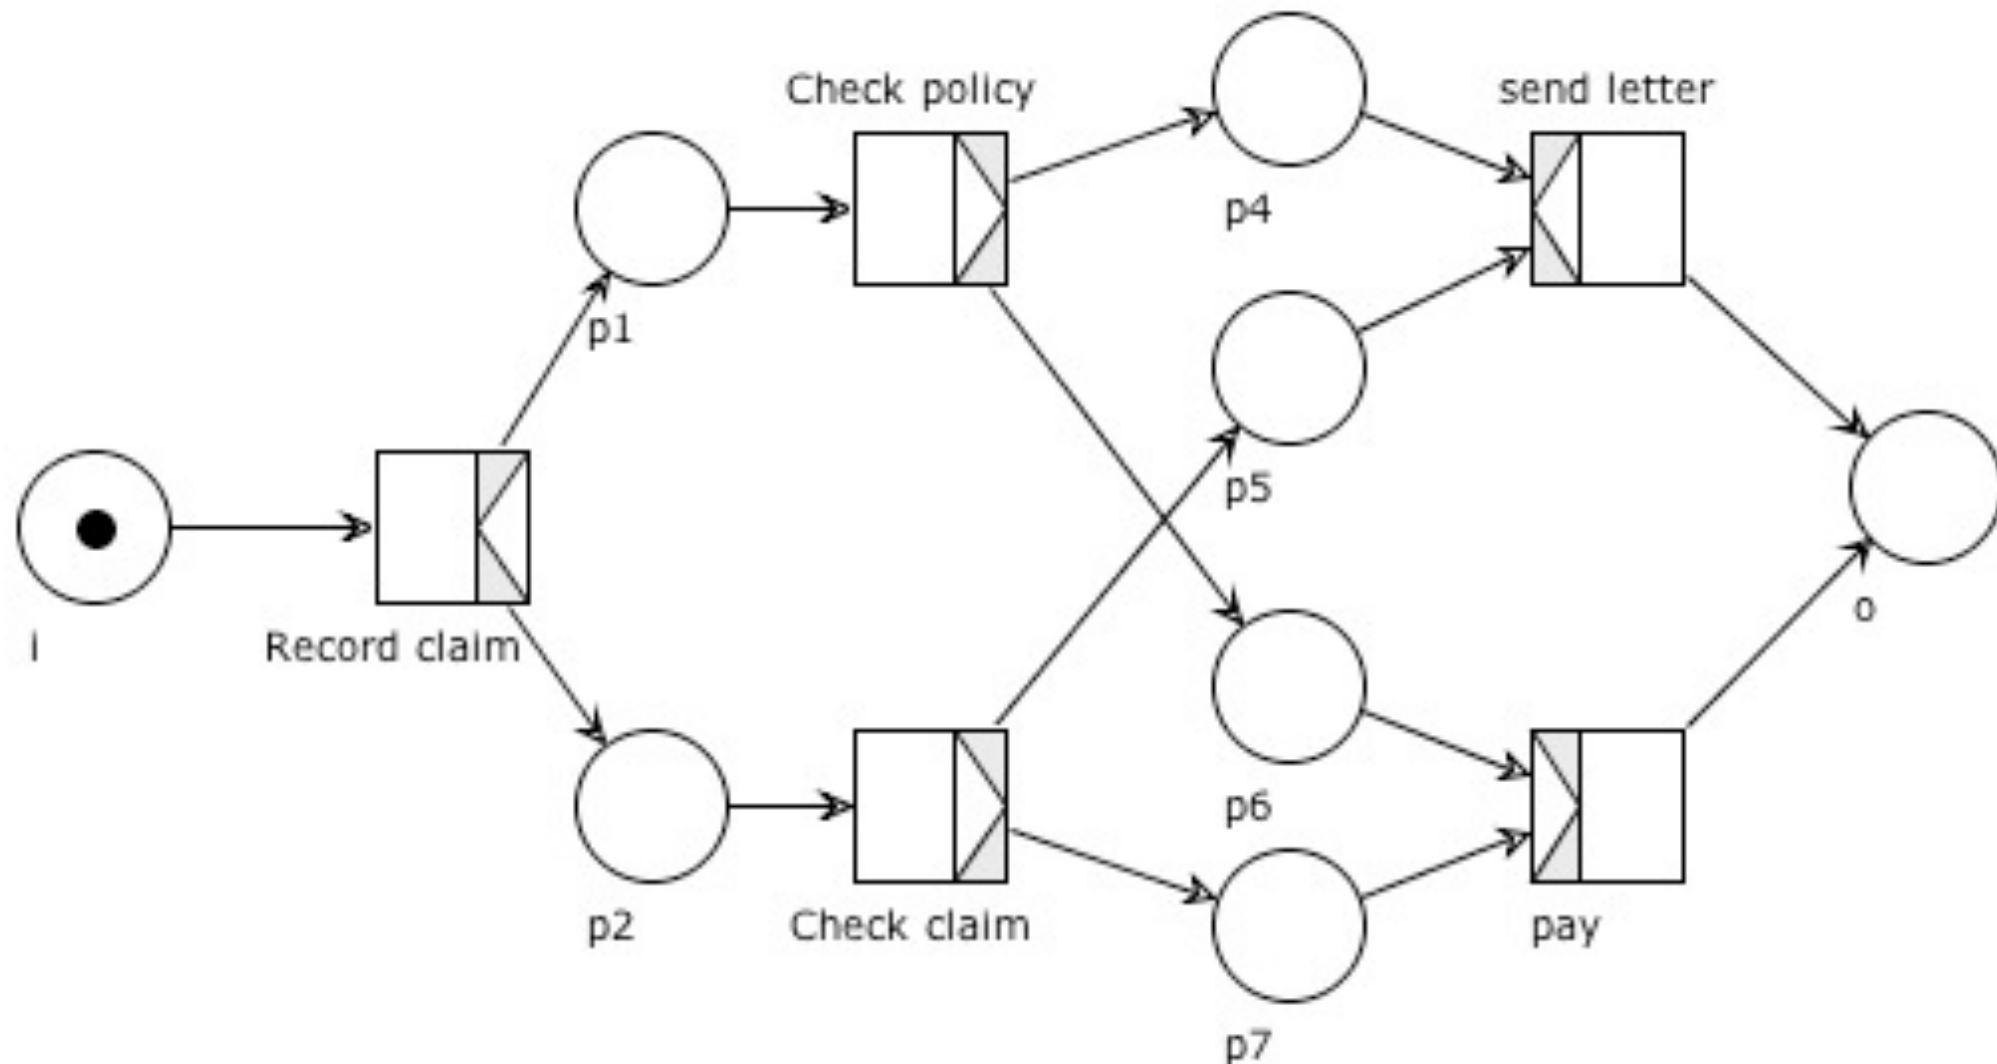 Check policy
send letter
p4
p1
p5
o
i
Record claim
p6
p2
Check claim
pay
p7